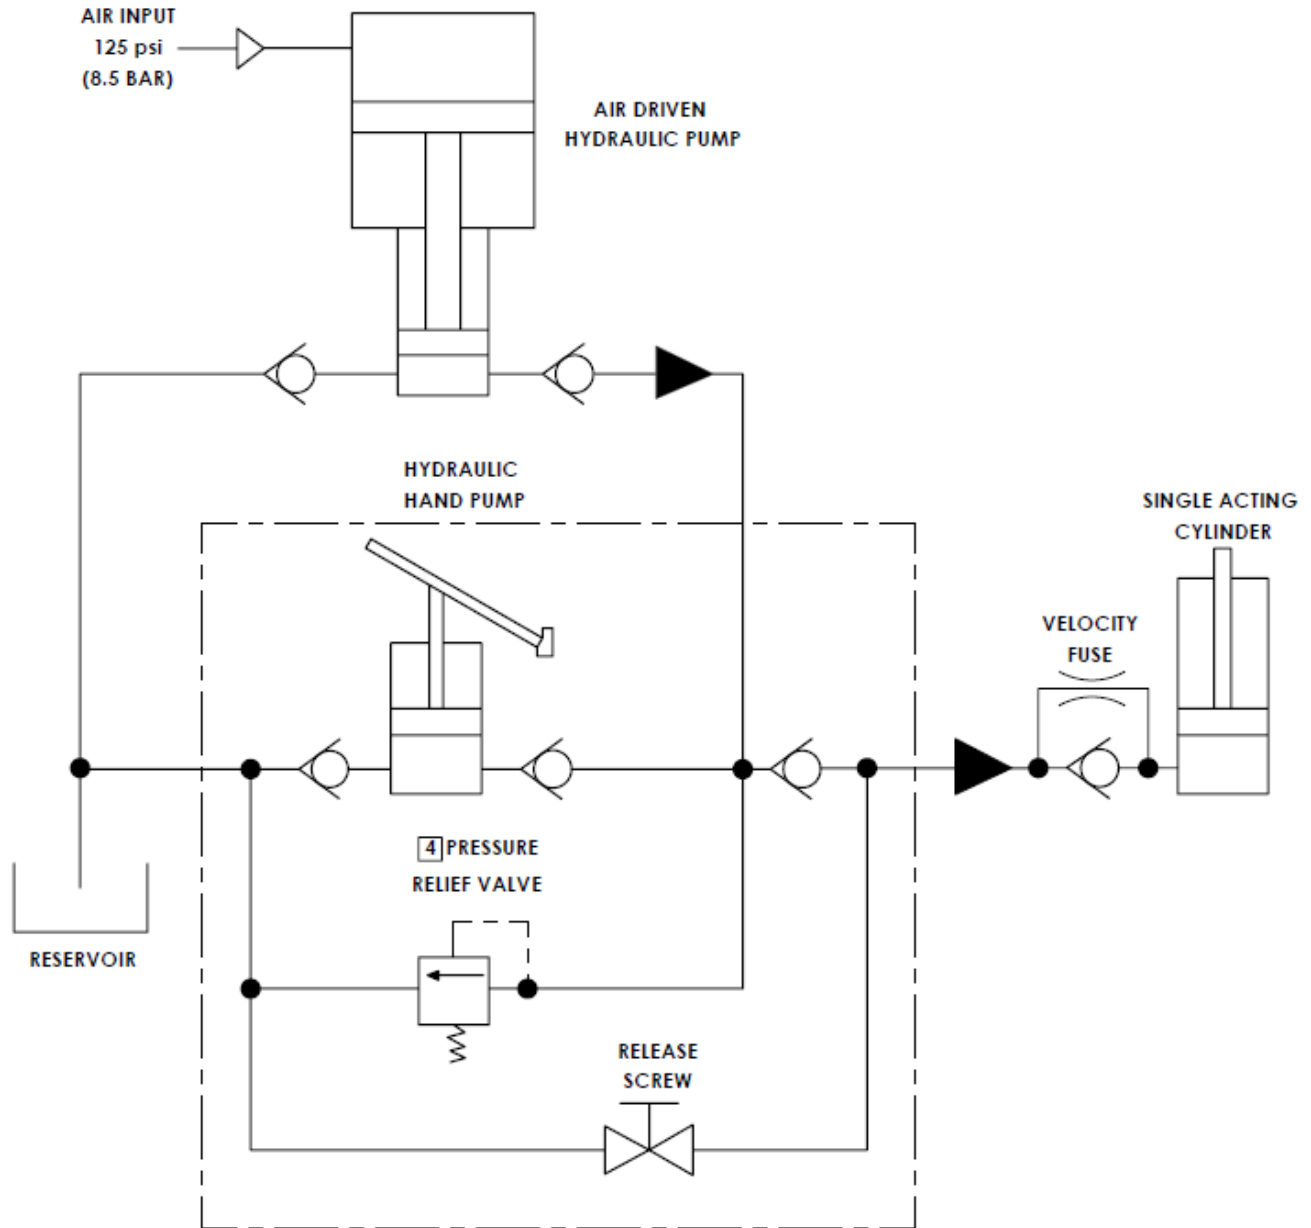 AIR INPUT
125 psi
(8.5 BAR)
AIR DRIVEN
HYDRAULIC PUMP
HYDRAULIC
HAND PUMP
SINGLE ACTING
CYLINDER
VELOCITY
FUSE
4 PRESSURE
RELIEF VALVE
RESERVOIR
RELEASE
SCREW